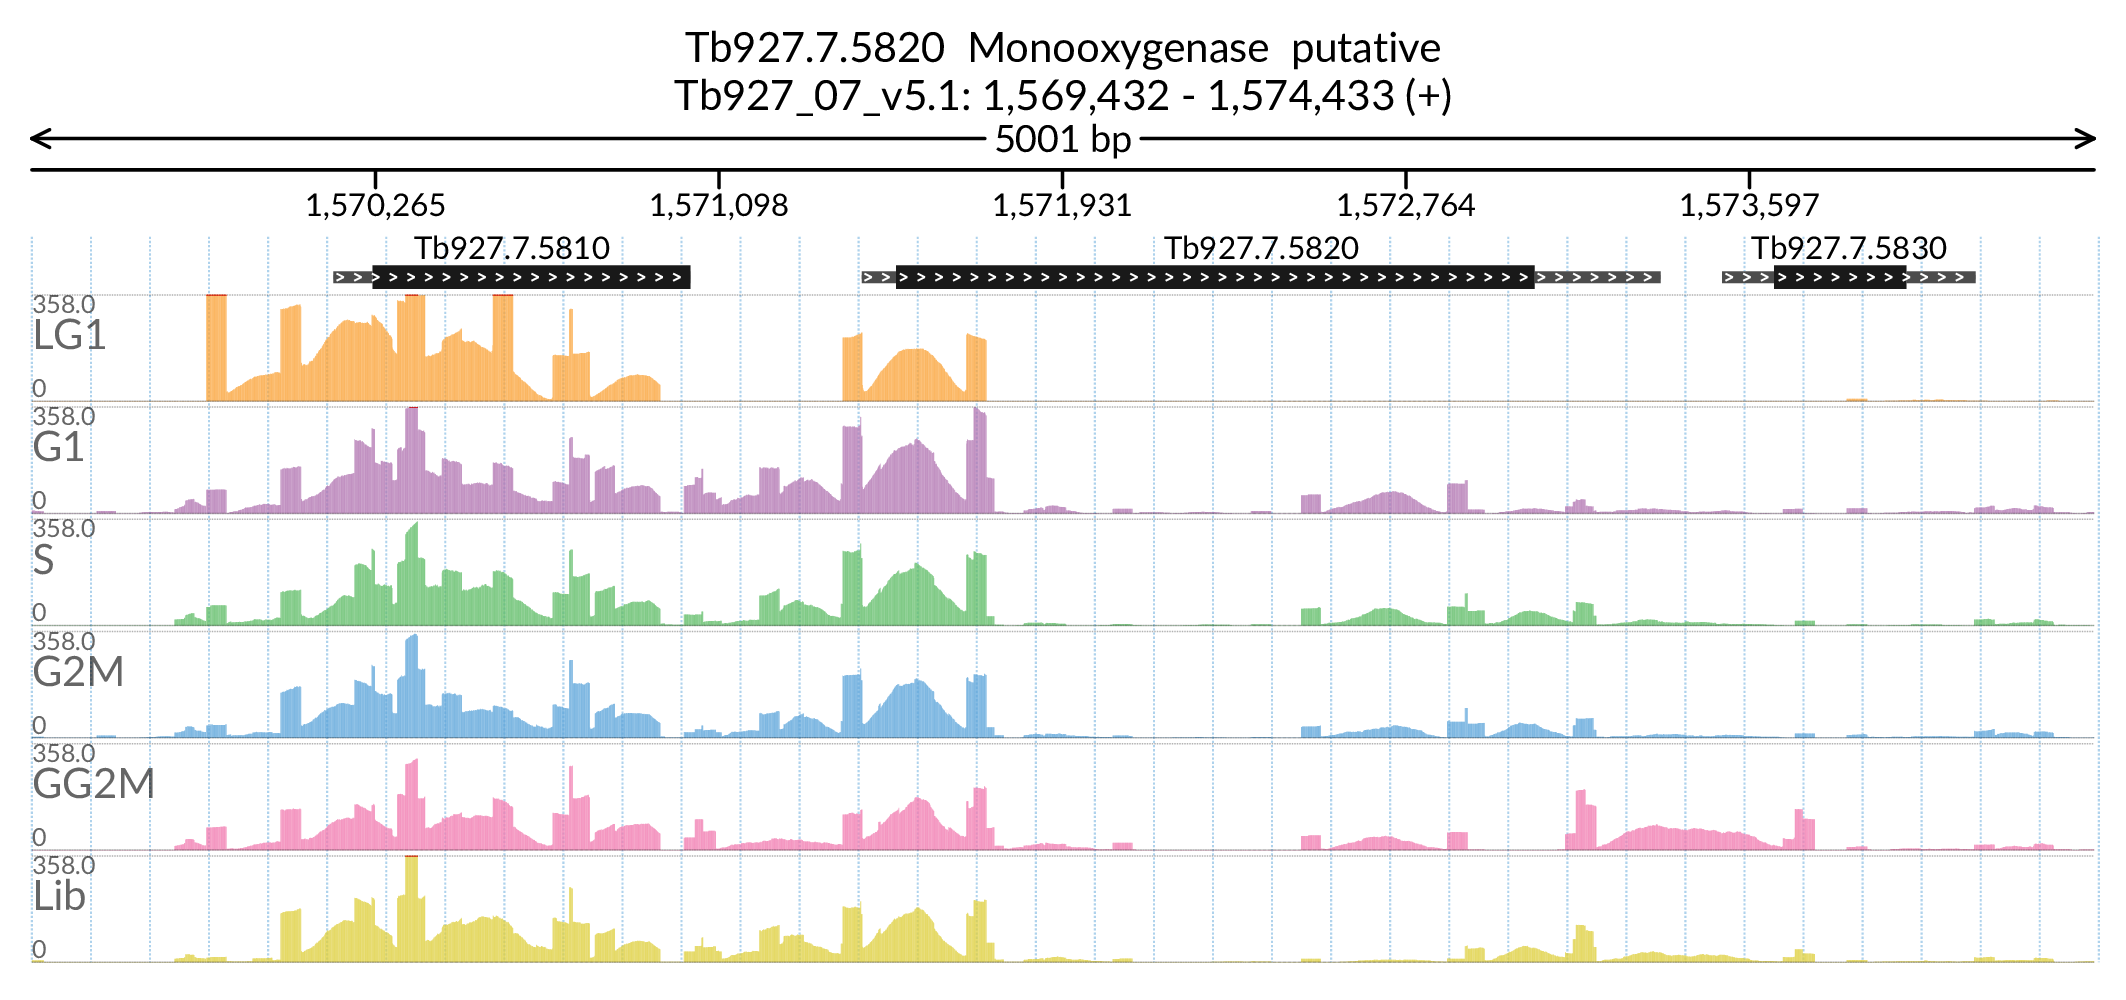 Tb927.7.5820 Monooxygenase putative
Tb927_07_v5.1: 1,569,432 - 1,574,433 (+)
5001 bp
1,570,265 1,571,098 1,571,931 1,572,764 1,573,597
Tb927.7.5810 Tb927.7.5820 Tb927.7.5830
358.0
LG1
0
358.0
G1
0
358.0
S
0
358.0
G2M
0
358.0
GG2M
0
358.0
Lib
0